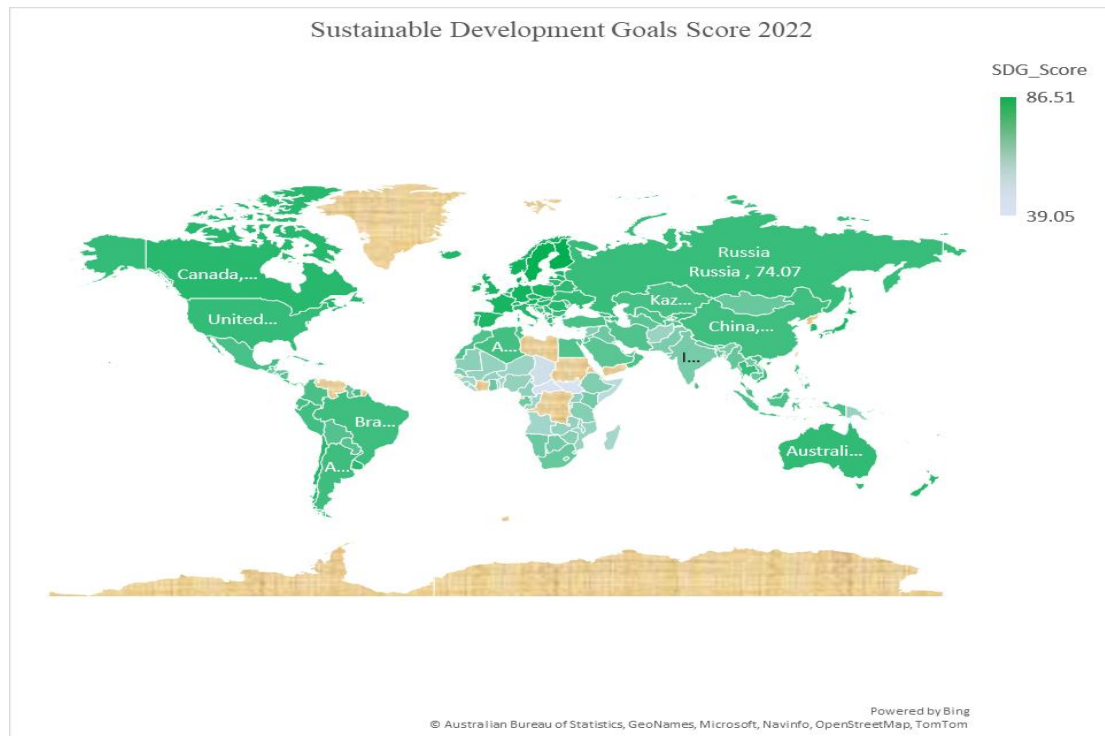 Sustainable Development Goals Score 2022
SDG_Score
86.51
39.05
Canada,...
United...
Russia
Russia , 74.07
Kaz...
China,...
A...
I...
Bra...
A...
Australi...
Powered by Bing
© Australian Bureau of Statistics, GeoNames, Microsoft, Navinfo, OpenStreetMap, TomTom